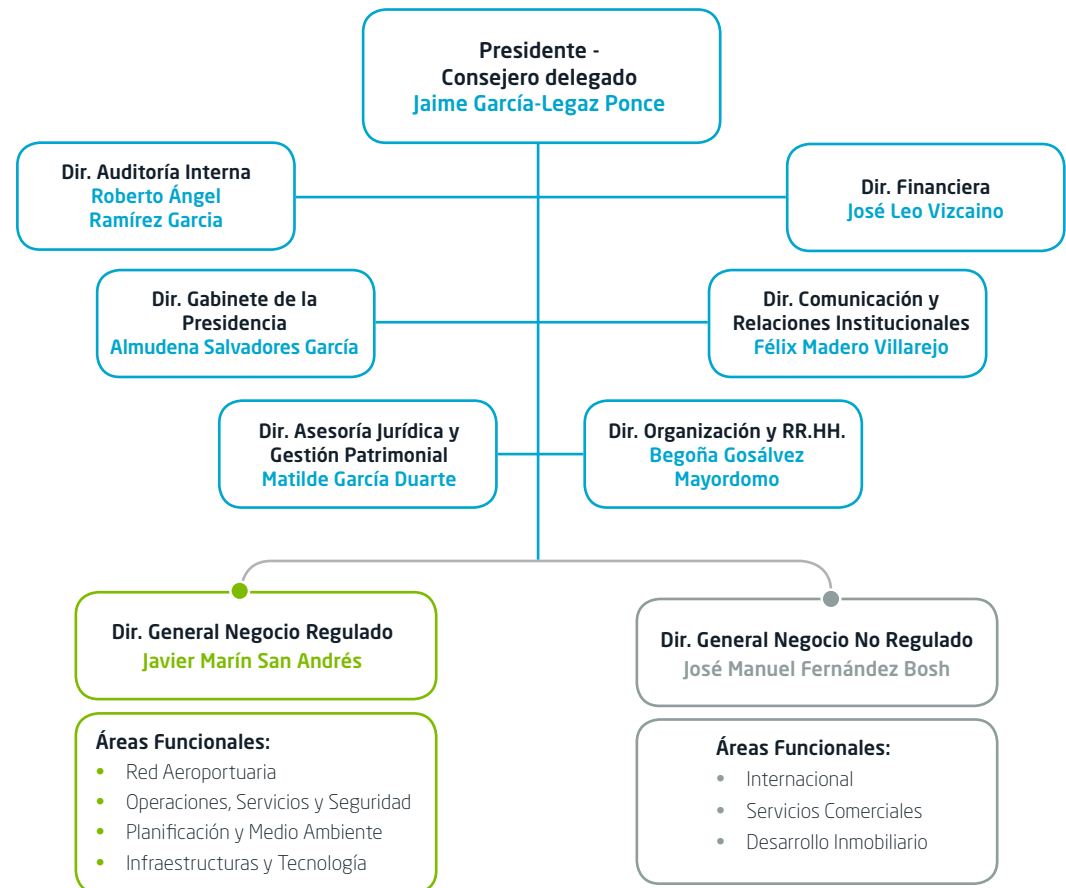 Presidente -
Consejero delegado
Jaime García-Legaz Ponce
Dir. Auditoría Interna
Roberto Ángel
Ramírez Garcia
Dir. Financiera
José Leo Vizcaino
Dir. Gabinete de la
Presidencia
Almudena Salvadores García
Dir. Comunicación y
Relaciones Institucionales
Félix Madero Villarejo
Dir. Asesoría Jurídica y
Gestión Patrimonial
Matilde García Duarte
Dir. Organización y RR.HH.
Begoña Gosálvez
Mayordomo
Dir. General Negocio Regulado
Javier Marín San Andrés
Áreas Funcionales:
• Red Aeroportuaria
• Operaciones, Servicios y Seguridad
• Planificación y Medio Ambiente
• Infraestructuras y Tecnología
Dir. General Negocio No Regulado
José Manuel Fernández Bosh
Áreas Funcionales:
• Internacional
• Servicios Comerciales
• Desarrollo Inmobiliario